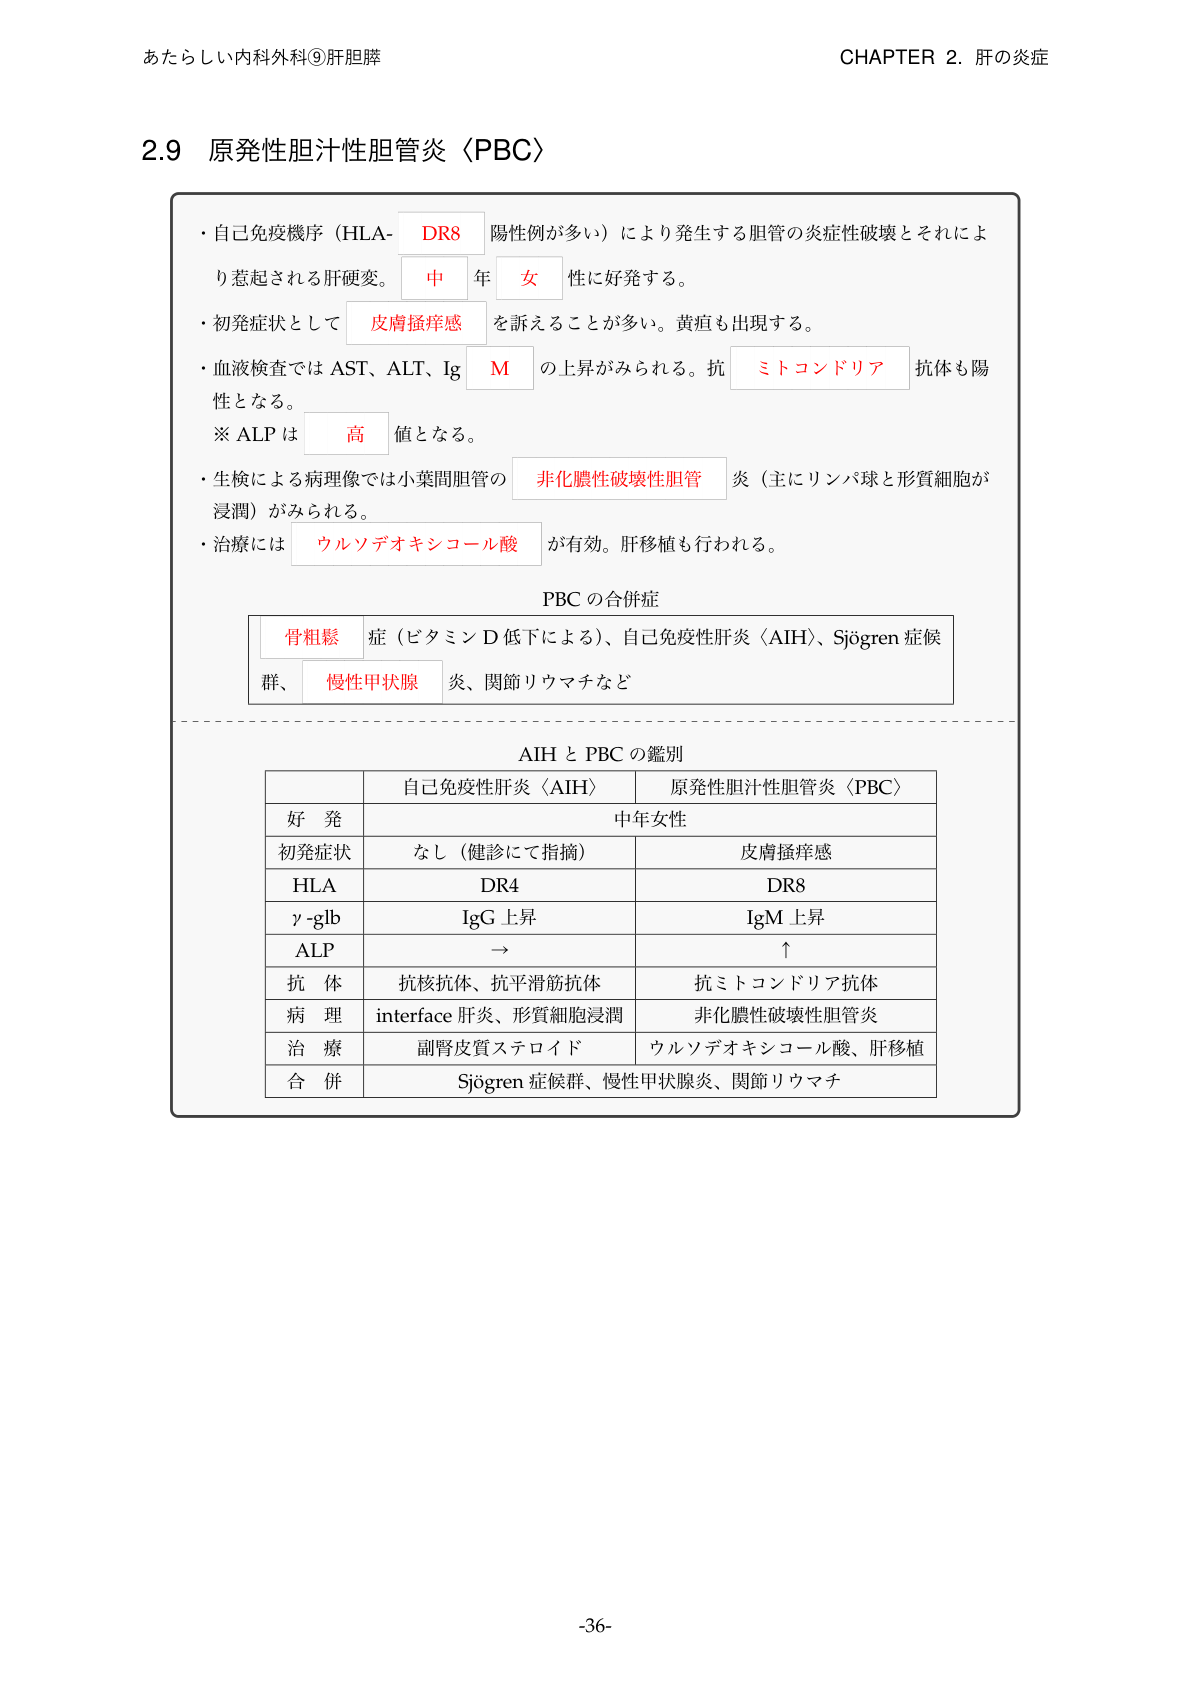 あたらしい内科外科⑨肝胆膵
CHAPTER 2. 肝の炎症
2.9 原発性胆汁性胆管炎〈PBC〉
・自己免疫機序（HLA- DR8 陽性例が多い）により発生する胆管の炎症性破壊とそれによ
り惹起される肝硬変。 中 年 女 性に好発する。
・初発症状として 皮膚掻痒感 を訴えることが多い。黄疸も出現する。
・血液検査では AST、ALT、Ig M の上昇がみられる。抗 ミトコンドリア 抗体も陽
性となる。
※ ALP は 高 値となる。
・生検による病理像では小葉間胆管の 非化膿性破壊性胆管 炎（主にリンパ球と形質細胞が
浸潤）がみられる。
・治療には ウルソデオキシコール酸 が有効。肝移植も行われる。
PBC の合併症
骨粗鬆 症（ビタミン D 低下による）、自己免疫性肝炎〈AIH〉、Sjögren 症候
群、 慢性甲状腺 炎、関節リウマチなど
AIH と PBC の鑑別
自己免疫性肝炎〈AIH〉 原発性胆汁性胆管炎〈PBC〉
好 発 中年女性
初発症状 なし（健診にて指摘） 皮膚掻痒感
HLA DR4 DR8
γ-glb IgG 上昇 IgM 上昇
ALP → ↑
抗 体 抗核抗体、抗平滑筋抗体 抗ミトコンドリア抗体
病 理 interface 肝炎、形質細胞浸潤 非化膿性破壊性胆管炎
治 療 副腎皮質ステロイド ウルソデオキシコール酸、肝移植
合 併 Sjögren 症候群、慢性甲状腺炎、関節リウマチ
-36-